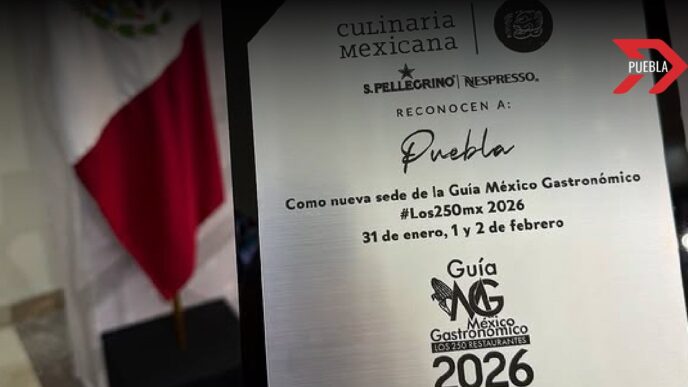 culinaria
mexicana
S.PELLEGRINO
NESPRESSO.
RECONOCEN A:
Puebla
Como nueva sede de la Guía México Gastronómico
#Los250mx 2026
31 de enero, 1 y 2 de febrero
Guía
MG
México
Gastronómico
LOS 250 RESTAURANTES
2026
PUEBLA